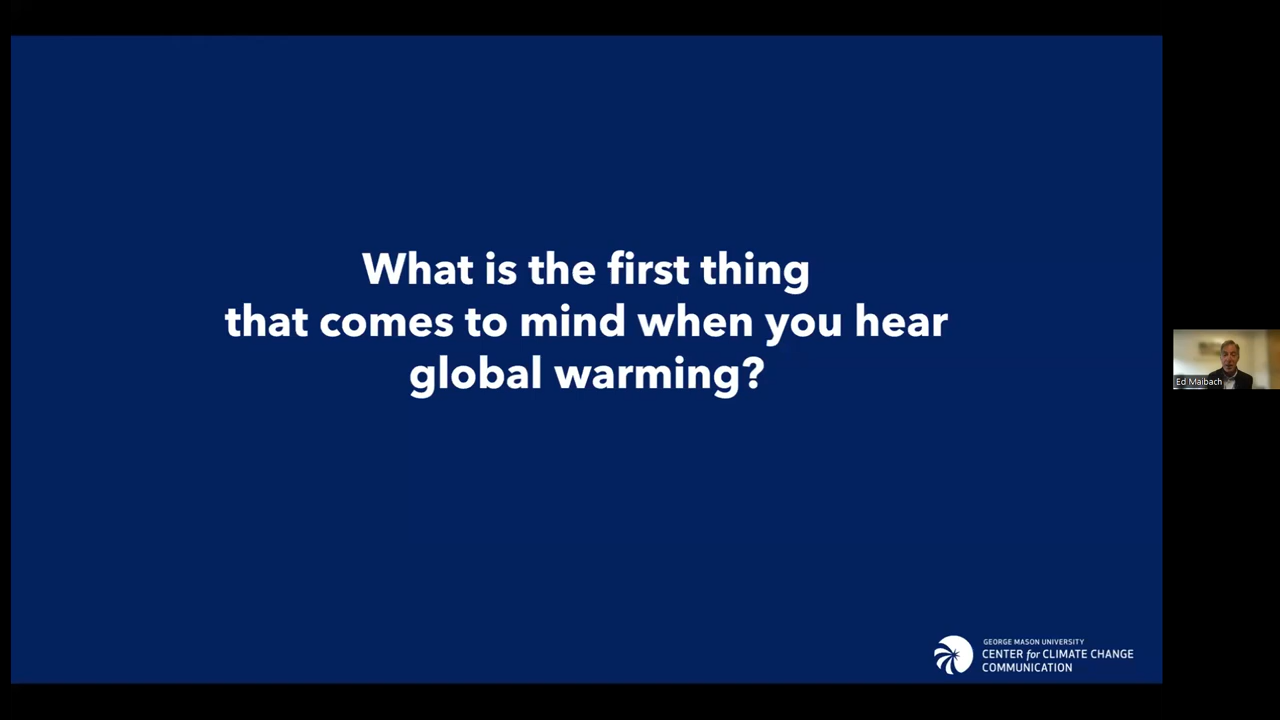 What is the first thing
that comes to mind when you hear
global warming?
Ed Maibach
GEORGE MASON UNIVERSITY
CENTER for CLIMATE CHANGE
COMMUNICATION